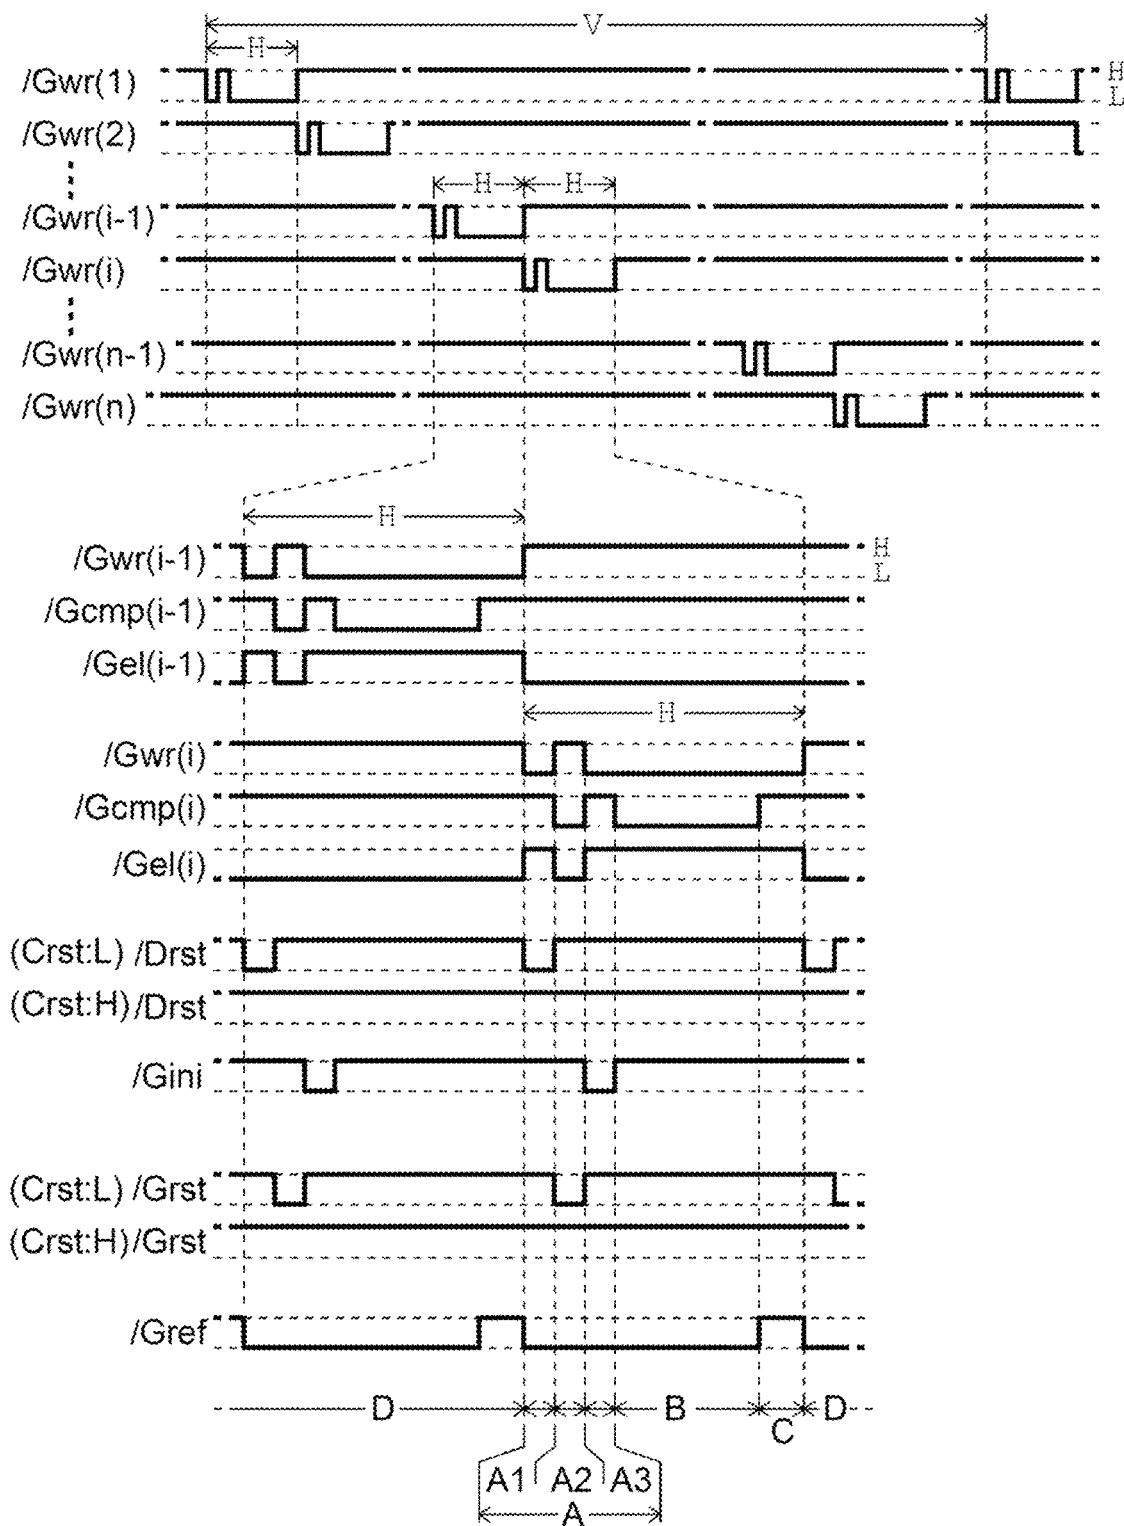 V
H
/Gwr(1) H
L
/Gwr(2)
H H
/Gwr(i-1)
/Gwr(i)
/Gwr(n-1)
/Gwr(n)
H
/Gwr(i-1) H
L
/Gcmp(i-1)
/Gel(i-1)
H
/Gwr(i)
/Gcmp(i)
/Gel(i)
(Crst:L) /Drst
(Crst:H) /Drst
/Gini
(Crst:L) /Grst
(Crst:H) /Grst
/Gref
D B C D
A1 A2 A3
A